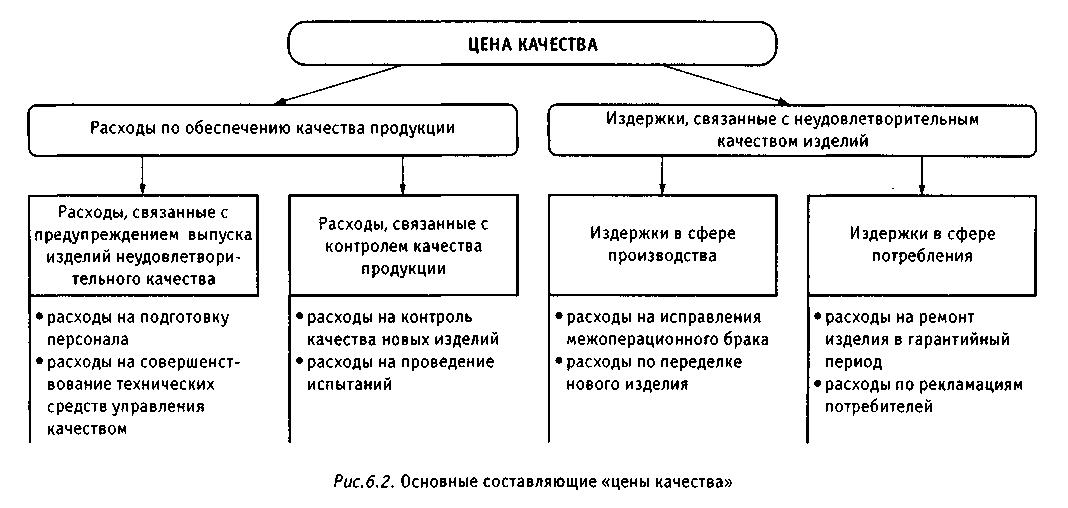 ЦЕНА КАЧЕСТВА
Расходы по обеспечению качества продукции
Издержки, связанные с неудовлетворительным
качеством изделий
Расходы, связанные с
предупреждением выпуска
изделий неудовлетвори-
тельного качества
Расходы, связанные с
контролем качества
продукции
Издержки в сфере
производства
Издержки в сфере
потребления
• расходы на подготовку
персонала
• расходы на совершенст-
вование технических
средств управления
качеством
• расходы на контроль
качества новых изделий
• расходы на проведение
испытаний
• расходы на исправления
межоперационного брака
• расходы по переделке
нового изделия
• расходы на ремонт
изделия в гарантийный
период
• расходы по рекламациям
потребителей
Рис.6.2. Основные составляющие «цены качества»